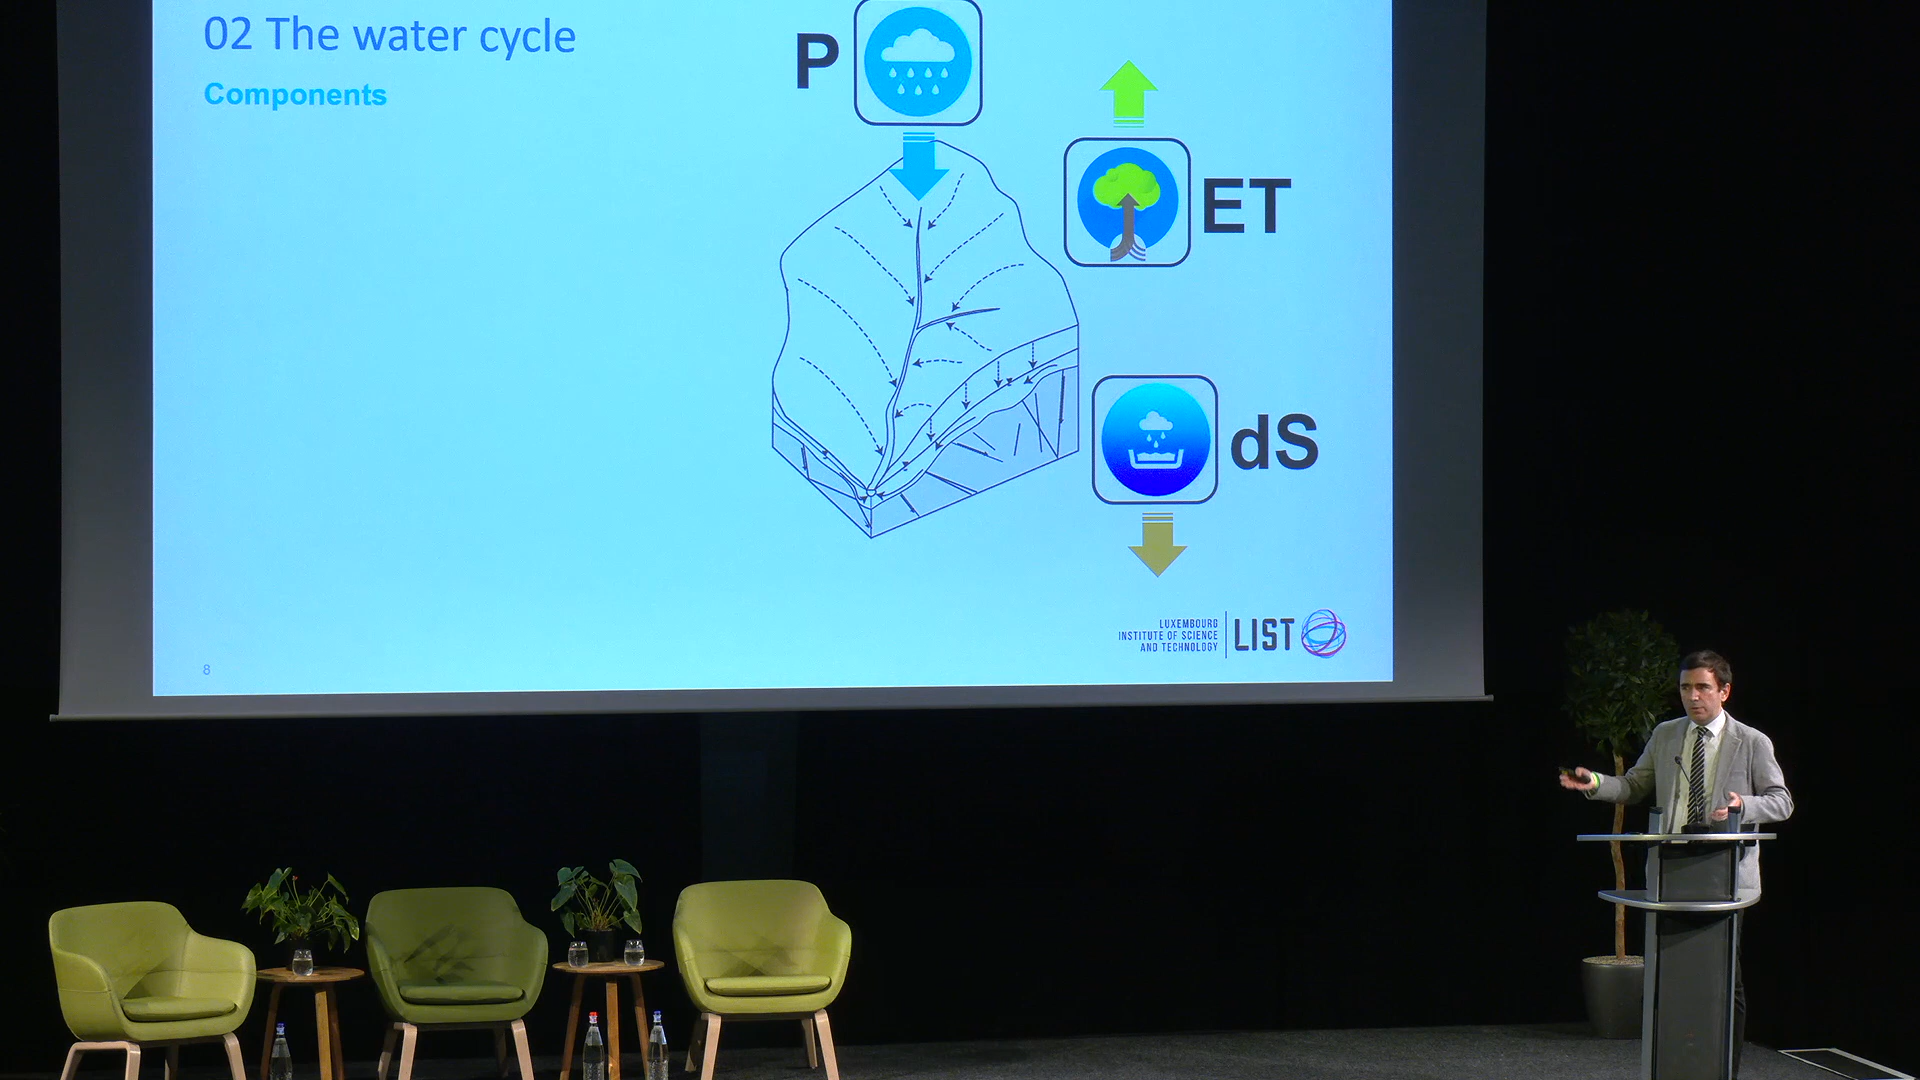 02 The water cycle
Components
P
ET
dS
LUXEMBOURG
INSTITUTE OF SCIENCE
AND TECHNOLOGY
LIST
8